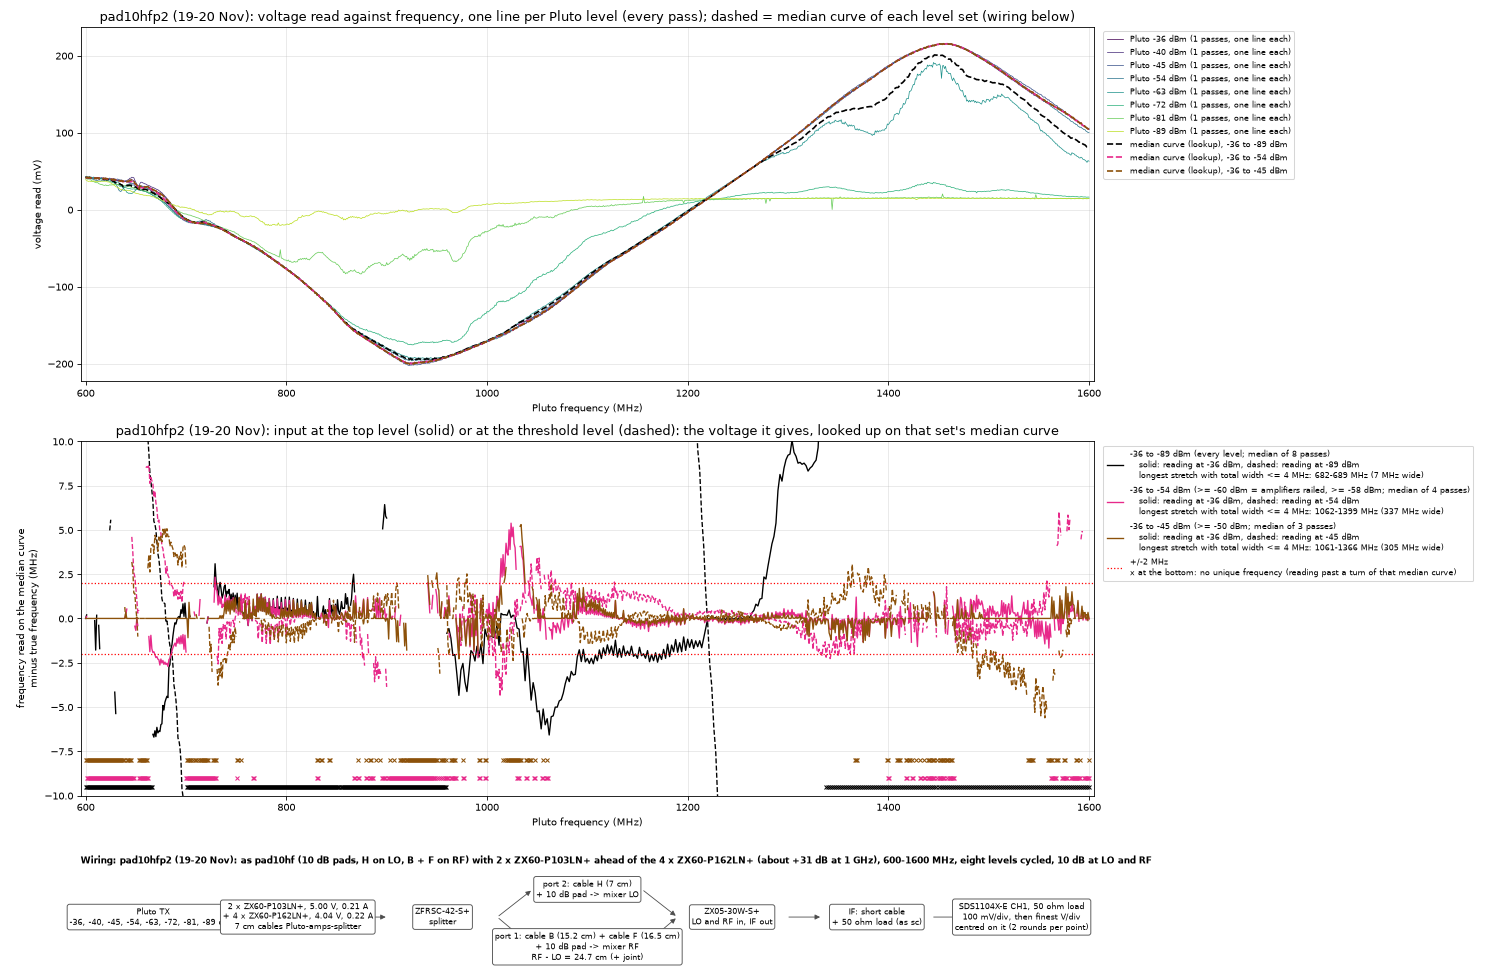 pad10hfp2 (19-20 Nov): voltage read against frequency, one line per Pluto level (every pass); dashed = median curve of each level set (wiring below)
voltage read (mV)
200
100
0
−100
−200
600
800
1000
1200
1400
1600
Pluto frequency (MHz)
Pluto -36 dBm (1 passes, one line each)
Pluto -40 dBm (1 passes, one line each)
Pluto -45 dBm (1 passes, one line each)
Pluto -54 dBm (1 passes, one line each)
Pluto -63 dBm (1 passes, one line each)
Pluto -72 dBm (1 passes, one line each)
Pluto -81 dBm (1 passes, one line each)
Pluto -89 dBm (1 passes, one line each)
median curve (lookup), -36 to -89 dBm
median curve (lookup), -36 to -54 dBm
median curve (lookup), -36 to -45 dBm
pad10hfp2 (19-20 Nov): input at the top level (solid) or at the threshold level (dashed): the voltage it gives, looked up on that set's median curve
frequency read on the median curve
minus true frequency (MHz)
10.0
7.5
5.0
2.5
0.0
−2.5
−5.0
−7.5
−10.0
600
800
1000
1200
1400
1600
Pluto frequency (MHz)
-36 to -89 dBm (every level; median of 8 passes)
solid: reading at -36 dBm, dashed: reading at -89 dBm
longest stretch with total width <= 4 MHz: 682-689 MHz (7 MHz wide)
-36 to -54 dBm (>= -60 dBm = amplifiers railed, >= -58 dBm; median of 4 passes)
solid: reading at -36 dBm, dashed: reading at -54 dBm
longest stretch with total width <= 4 MHz: 1062-1399 MHz (337 MHz wide)
-36 to -45 dBm (>= -50 dBm; median of 3 passes)
solid: reading at -36 dBm, dashed: reading at -45 dBm
longest stretch with total width <= 4 MHz: 1061-1366 MHz (305 MHz wide)
+/-2 MHz
x at the bottom: no unique frequency (reading past a turn of that median curve)
Wiring: pad10hfp2 (19-20 Nov): as pad10hf (10 dB pads, H on LO, B + F on RF) with 2 x ZX60-P103LN+ ahead of the 4 x ZX60-P162LN+ (about +31 dB at 1 GHz), 600-1600 MHz, eight levels cycled, 10 dB at LO and RF
Pluto TX
-36, -40, -45, -54, -63, -72, -81, -89
2 x ZX60-P103LN+, 5.00 V, 0.21 A
+ 4 x ZX60-P162LN+, 4.04 V, 0.22 A
7 cm cables Pluto-amps-splitter
ZFRSC-42-S+
splitter
port 2: cable H (7 cm)
+ 10 dB pad -> mixer LO
port 1: cable B (15.2 cm) + cable F (16.5 cm)
+ 10 dB pad -> mixer RF
RF - LO = 24.7 cm (+ joint)
ZX05-30W-S+
LO and RF in, IF out
IF: short cable
+ 50 ohm load (as sc)
SDS1104X-E CH1, 50 ohm load
100 mV/div, then finest V/div
centred on it (2 rounds per point)